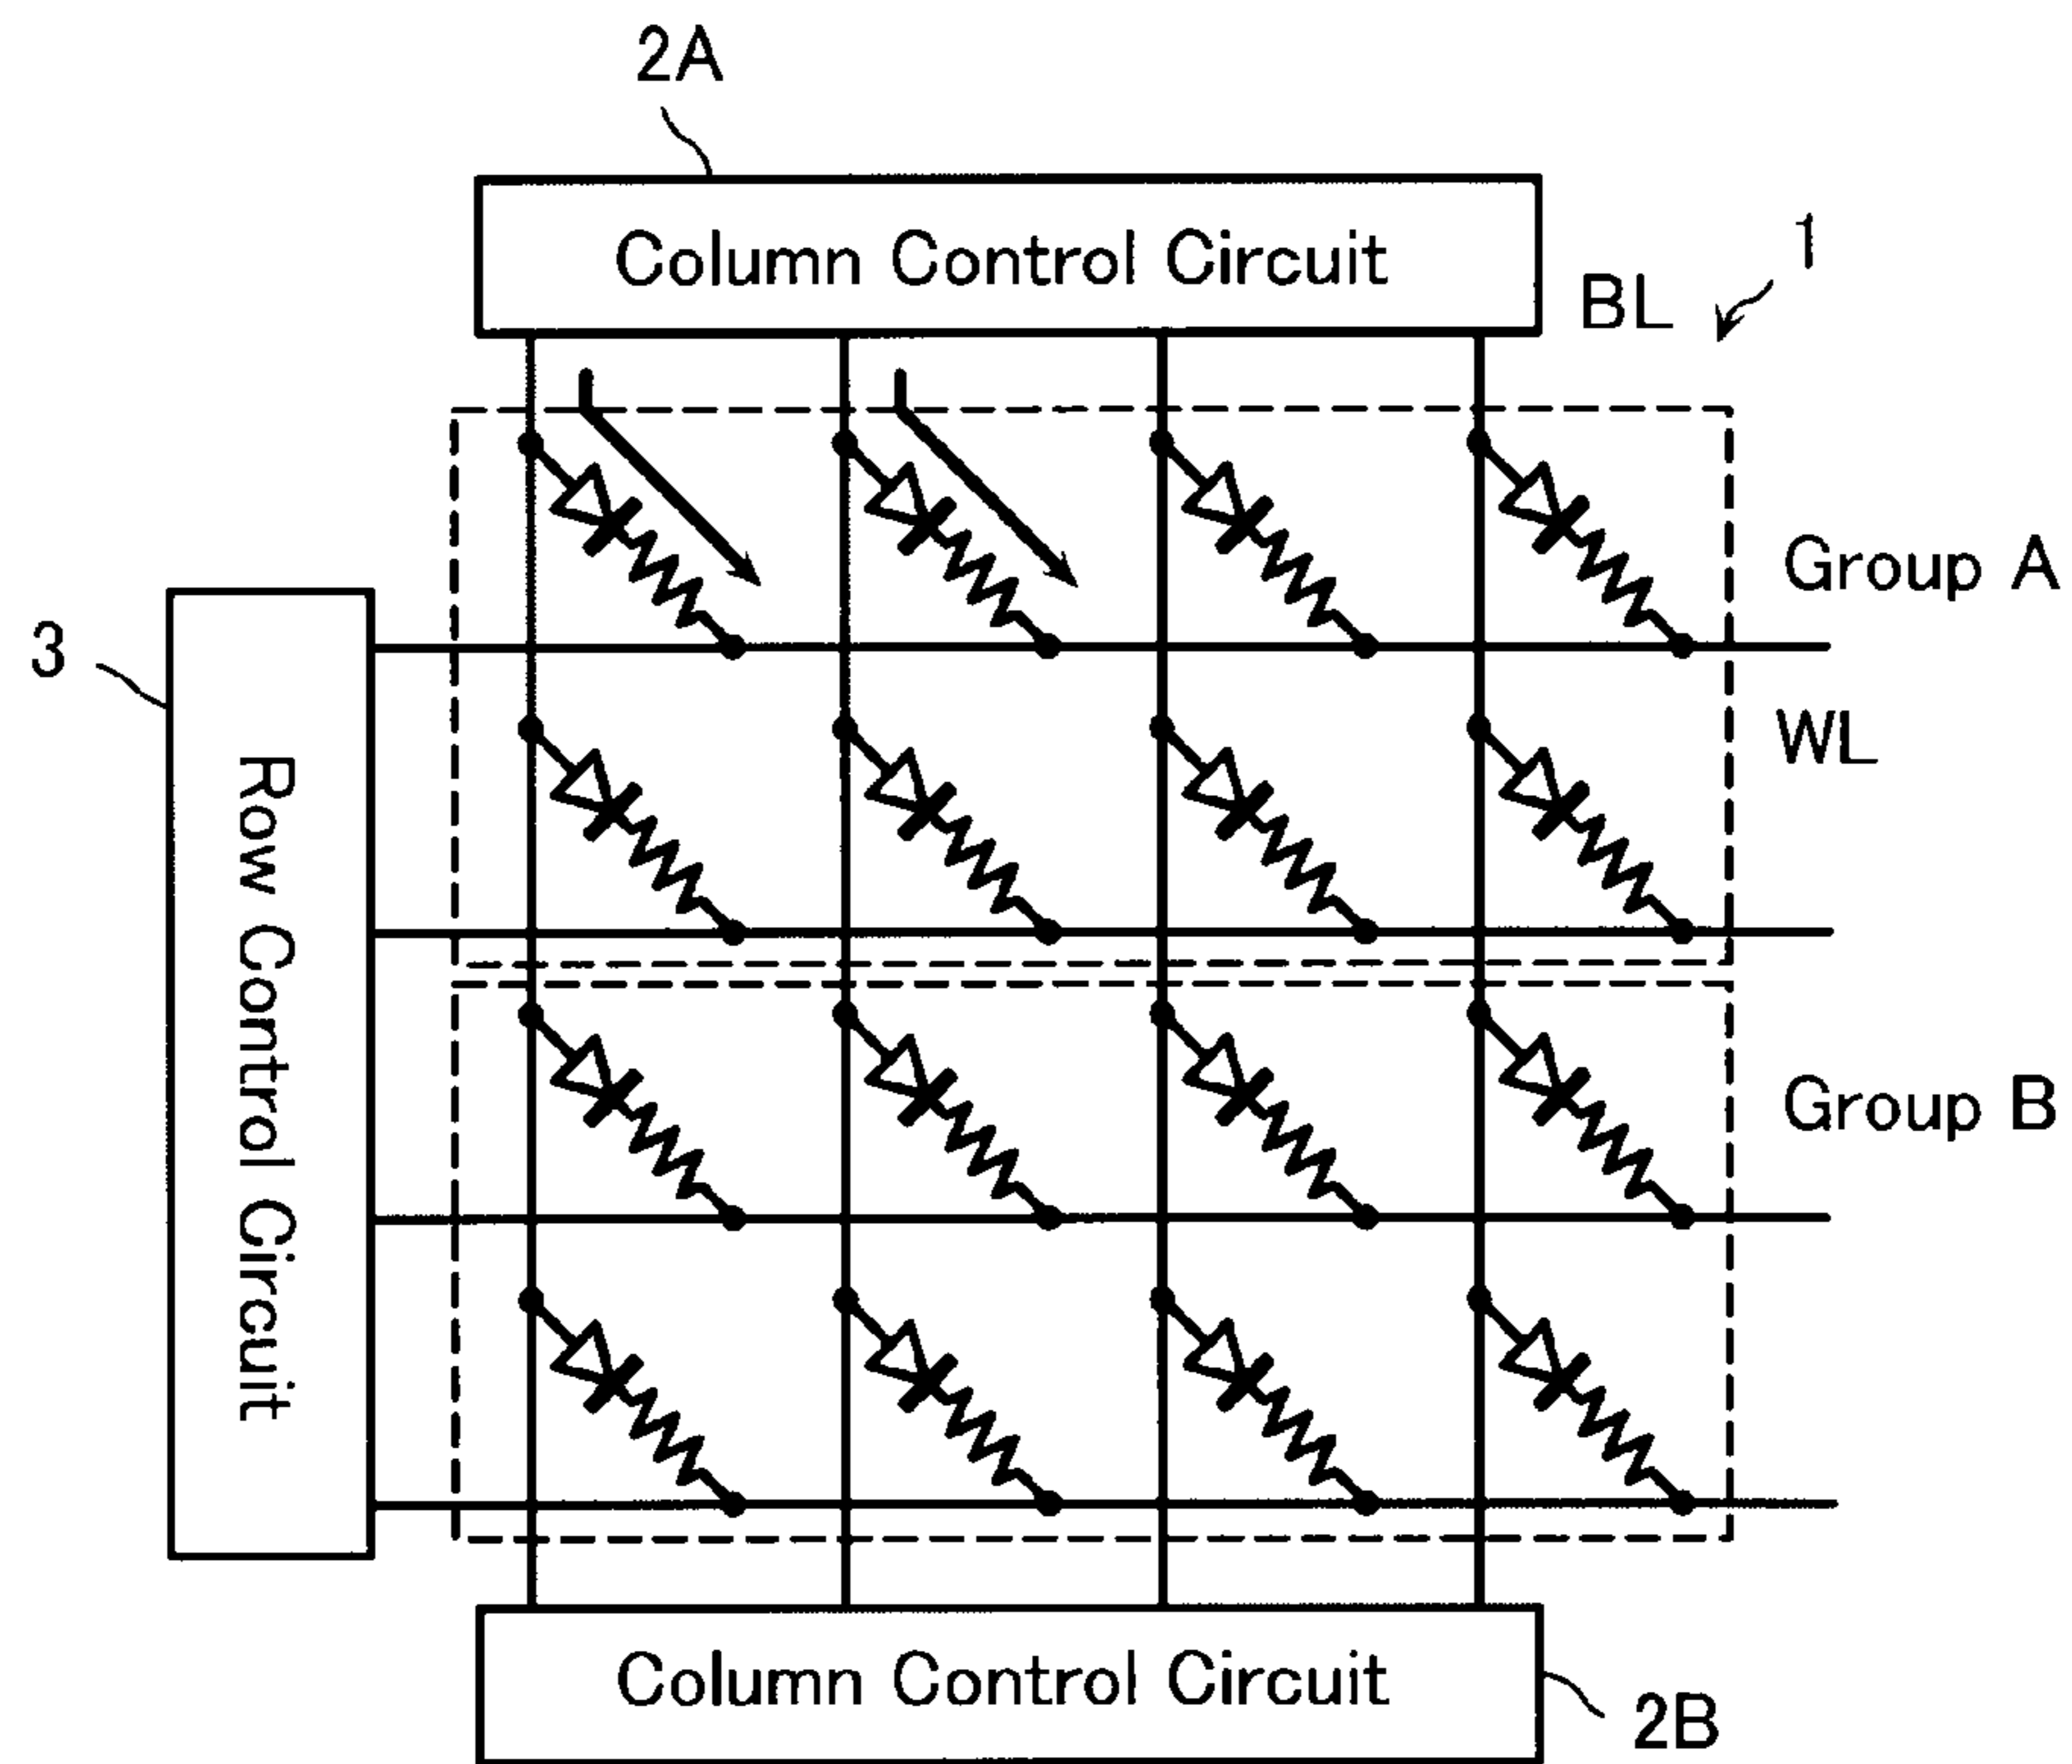 2A
Column Control Circuit
BL
1
Group A
3
WL
Row Control Circuit
Group B
Column Control Circuit
2B